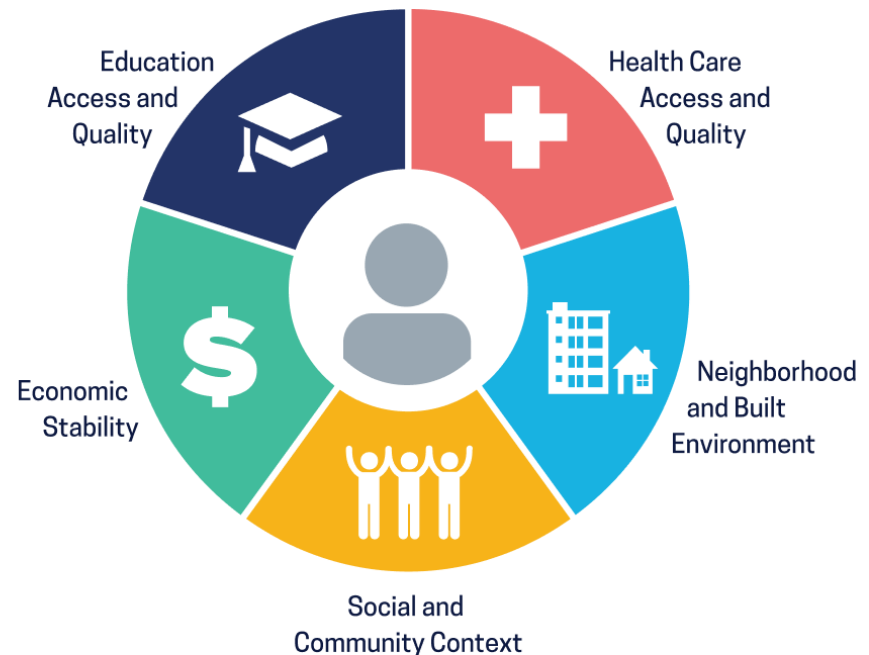 Education
Access and
Quality
Health Care
Access and
Quality
Economic
Stability
Neighborhood
and Built
Environment
Social and
Community Context